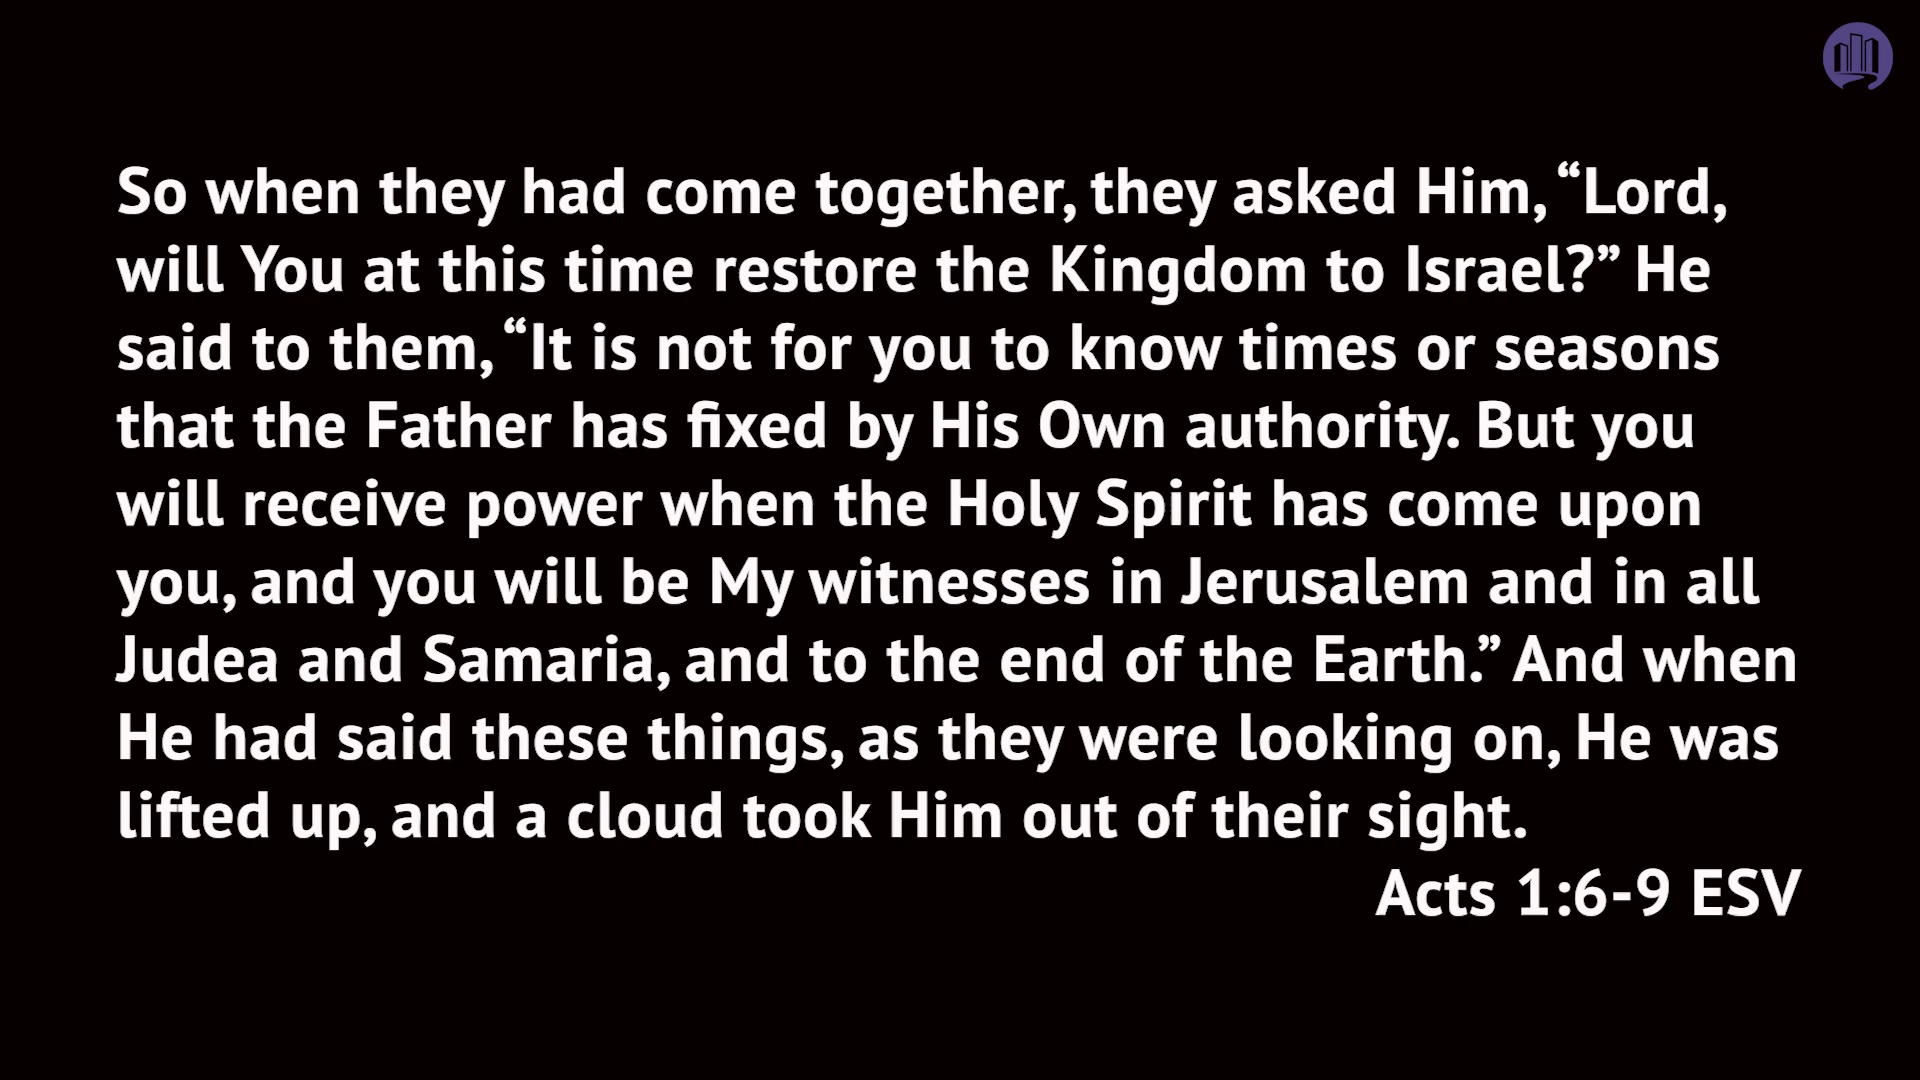 So when they had come together, they asked Him, “Lord,
will You at this time restore the Kingdom to Israel?” He
said to them, “It is not for you to know times or seasons
that the Father has fixed by His Own authority. But you
will receive power when the Holy Spirit has come upon
you, and you will be My witnesses in Jerusalem and in all
Judea and Samaria, and to the end of the Earth.” And when
He had said these things, as they were looking on, He was
lifted up, and a cloud took Him out of their sight.
Acts 1:6-9 ESV